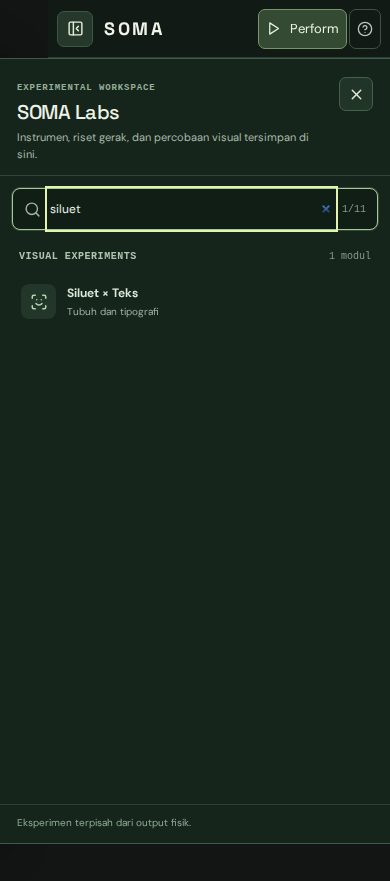 SOMA
Perform
EXPERIMENTAL WORKSPACE
SOMA Labs
Instrumen, riset gerak, dan percobaan visual tersimpan di
sini.
siluet
1/11
VISUAL EXPERIMENTS
1 modul
Siluet × Teks
Tubuh dan tipografi
Eksperimen terpisah dari output fisik.